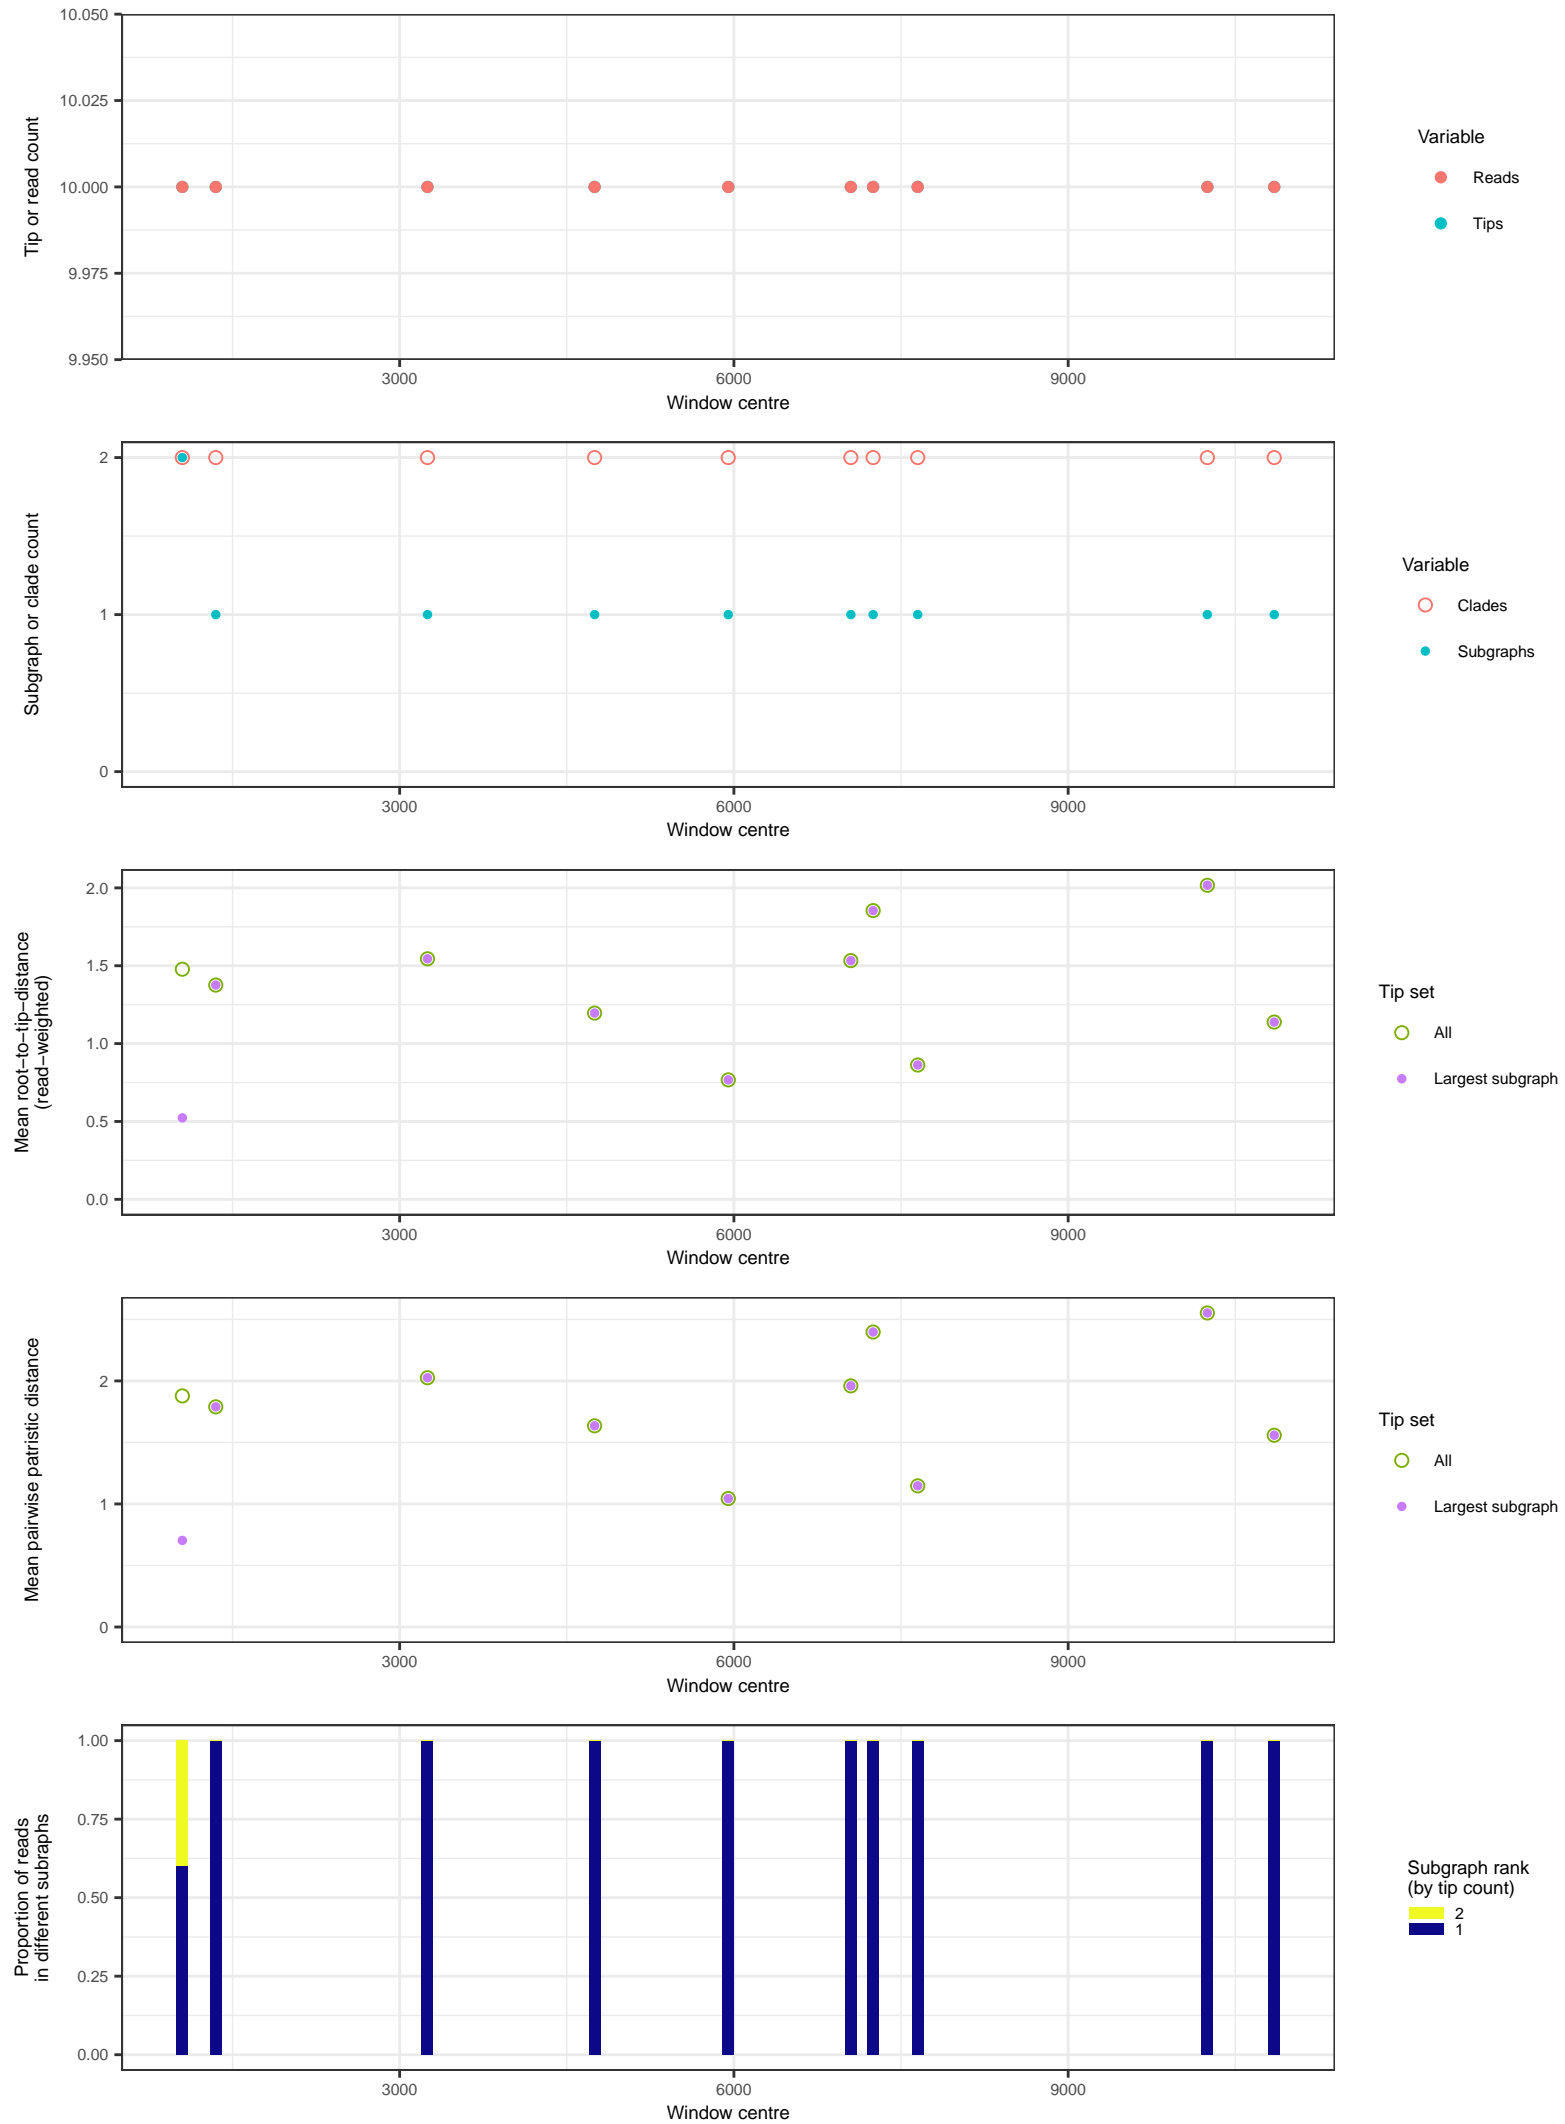 10.050
10.025
10.000
9.975
9.950
Tip or read count
3000
6000
9000
Window centre
Variable
Reads
Tips
2
1
0
Subgraph or clade count
3000
6000
9000
Window centre
Variable
Clades
Subgraphs
2.0
1.5
1.0
0.5
0.0
Mean root−to−tip−distance
(read−weighted)
3000
6000
9000
Window centre
Tip set
All
Largest subgraph
2
1
0
Mean pairwise patristic distance
3000
6000
9000
Window centre
Tip set
All
Largest subgraph
1.00
0.75
0.50
0.25
0.00
Proportion of reads
in different subraphs
3000
6000
9000
Window centre
Subgraph rank
(by tip count)
2
1